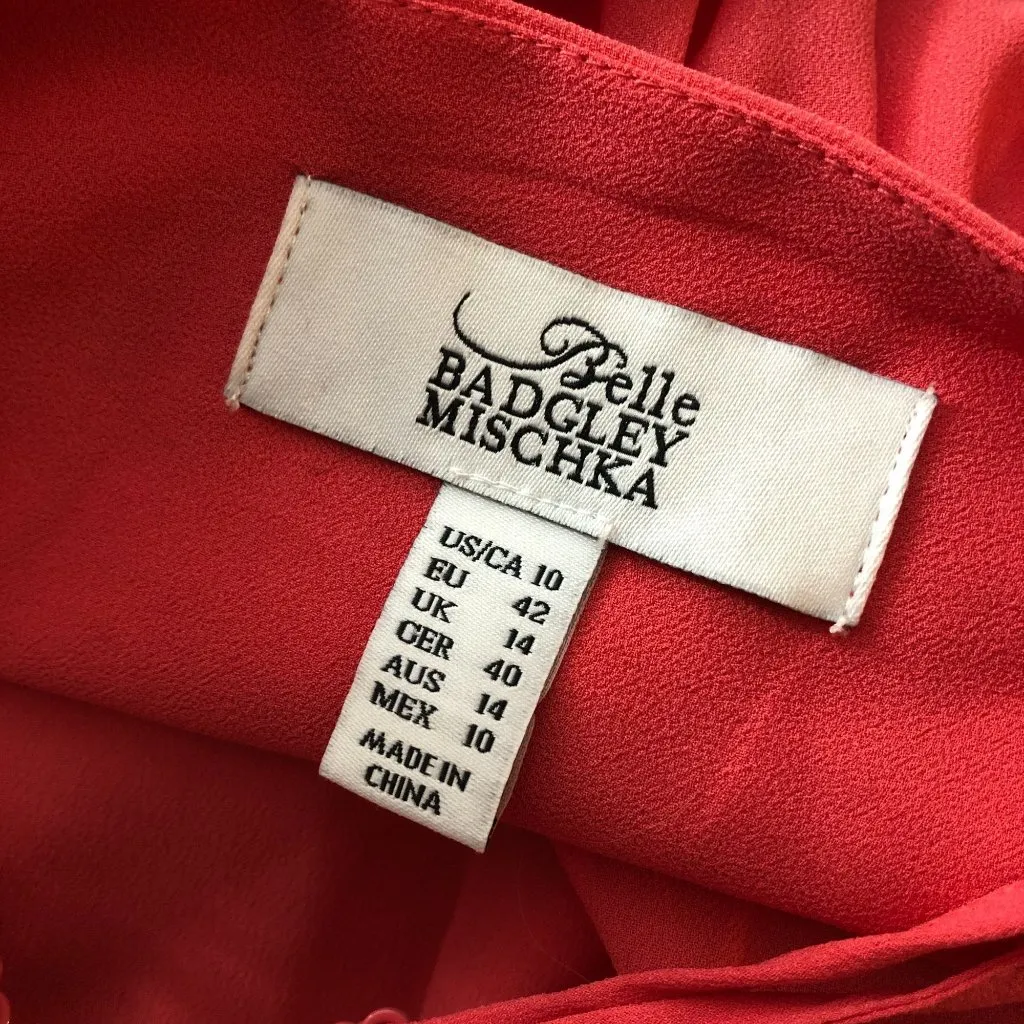 Belle
BADGLEY
MISCHKA
US/CA 10
EU 42
UK 14
GER 40
AUS 14
MEX 10
MADE IN
CHINA